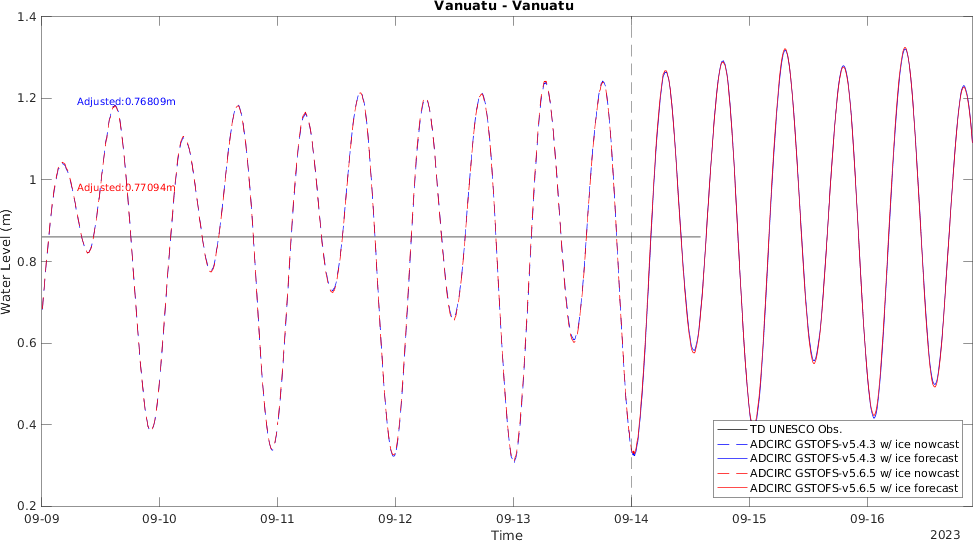 Vanuatu - Vanuatu
1.4
1.2
1
0.8
0.6
0.4
0.2
Water Level (m)
Adjusted:0.76809m
Adjusted:0.77094m
TD UNESCO Obs.
ADCIRC GSTOFS-v5.4.3 w/ ice nowcast
ADCIRC GSTOFS-v5.4.3 w/ ice forecast
ADCIRC GSTOFS-v5.6.5 w/ ice nowcast
ADCIRC GSTOFS-v5.6.5 w/ ice forecast
09-09 09-10 09-11 09-12 09-13 09-14 09-15 09-16
Time
2023